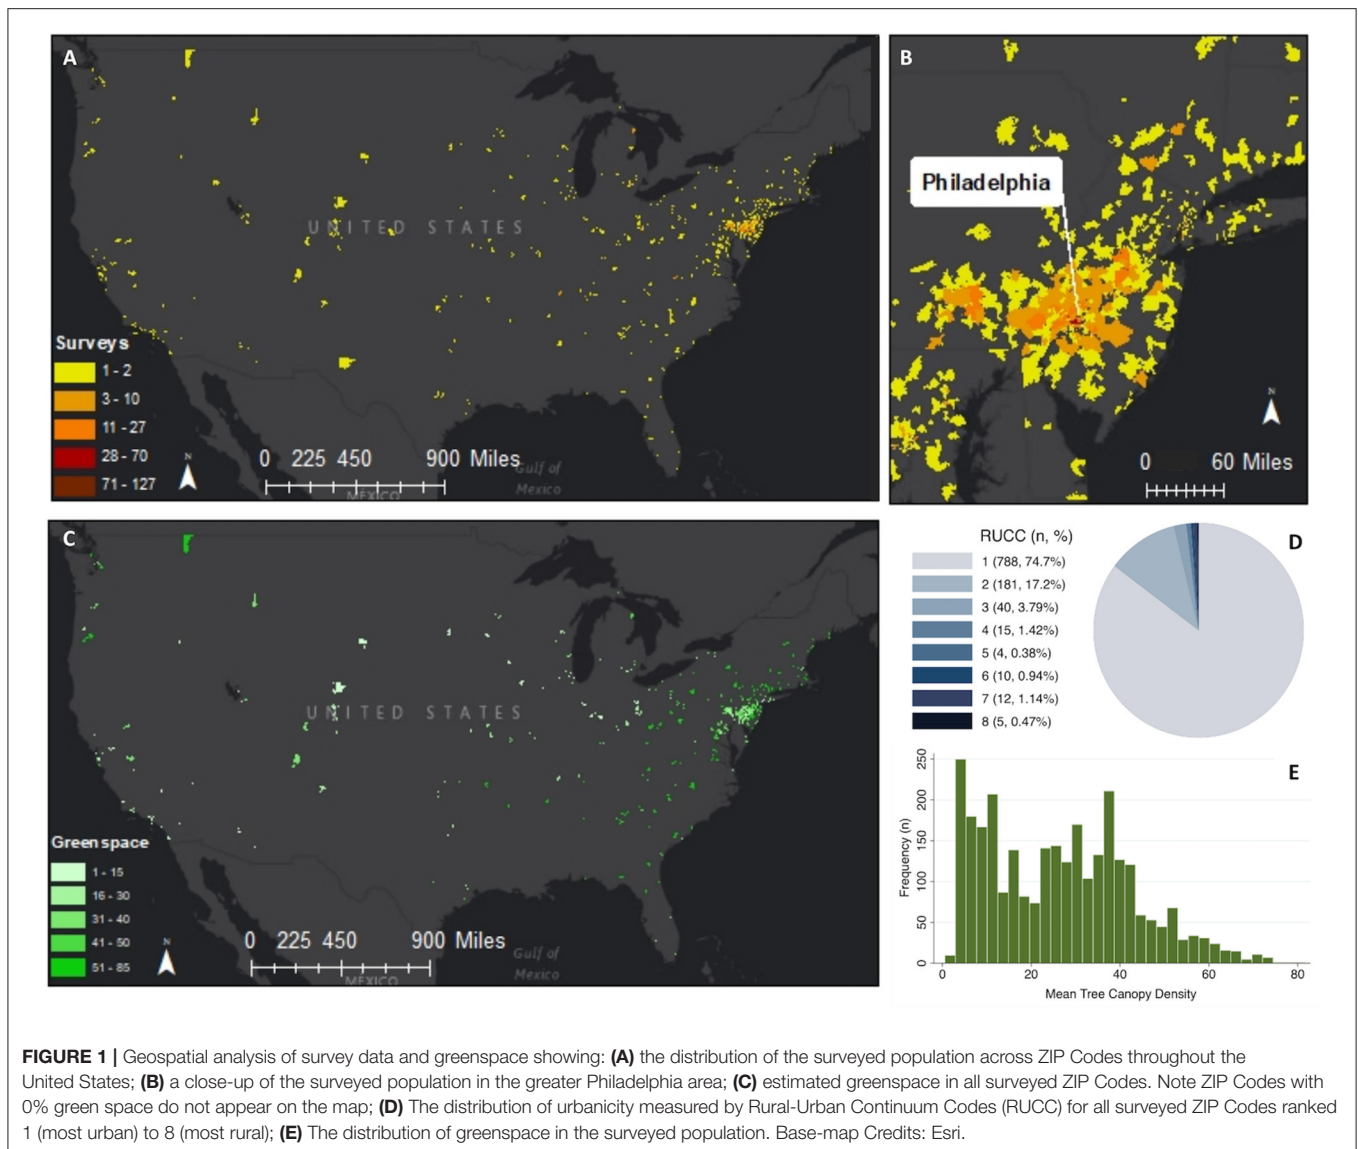 A
UNITED STATES
Surveys
1 - 2
3 - 10
11 - 27
28 - 70
71 - 127
N
0 225 450 900 Miles
Gulf of
Mexico
MÉXICO
B
Philadelphia
N
0 60 Miles
C
UNITED STATES
Greenspace
1 - 15
16 - 30
31 - 40
41 - 50
51 - 85
N
0 225 450 900 Miles
Gulf of
Mexico
MÉXICO
RUCC (n, %)
1 (788, 74.7%)
2 (181, 17.2%)
3 (40, 3.79%)
4 (15, 1.42%)
5 (4, 0.38%)
6 (10, 0.94%)
7 (12, 1.14%)
8 (5, 0.47%)
D
E
Frequency (n)
250
200
150
100
50
0
0 20 40 60 80
Mean Tree Canopy Density
FIGURE 1 | Geospatial analysis of survey data and greenspace showing: (A) the distribution of the surveyed population across ZIP Codes throughout the
United States; (B) a close-up of the surveyed population in the greater Philadelphia area; (C) estimated greenspace in all surveyed ZIP Codes. Note ZIP Codes with
0% green space do not appear on the map; (D) The distribution of urbanicity measured by Rural-Urban Continuum Codes (RUCC) for all surveyed ZIP Codes ranked
1 (most urban) to 8 (most rural); (E) The distribution of greenspace in the surveyed population. Base-map Credits: Esri.